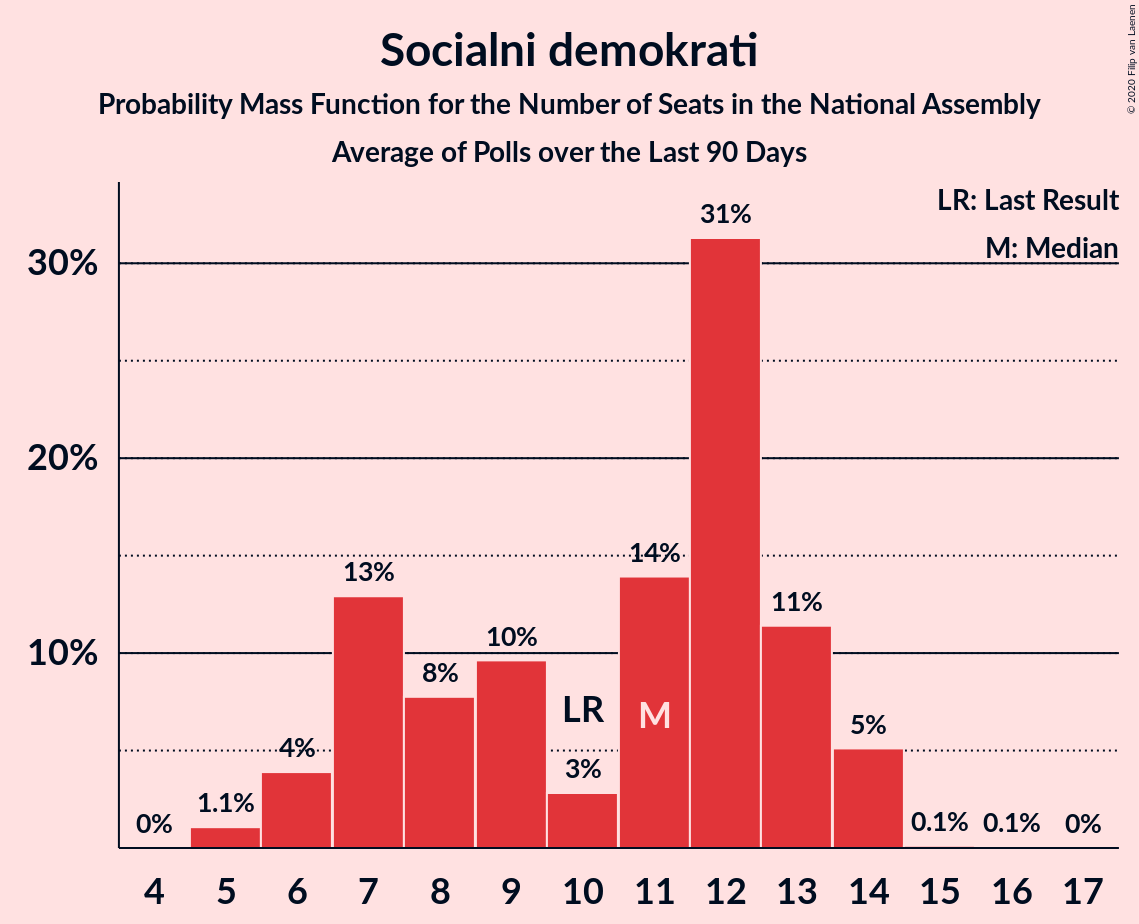 Socialni demokrati
Probability Mass Function for the Number of Seats in the National Assembly
Average of Polls over the Last 90 Days
© 2020 Filip van Laenen
LR: Last Result
M: Median
31%
30%
20%
14%
13%
11%
10%
10%
8%
LR
M
5%
4%
3%
1.1%
0%
0.1%
0.1%
0%
4 5 6 7 8 9 10 11 12 13 14 15 16 17